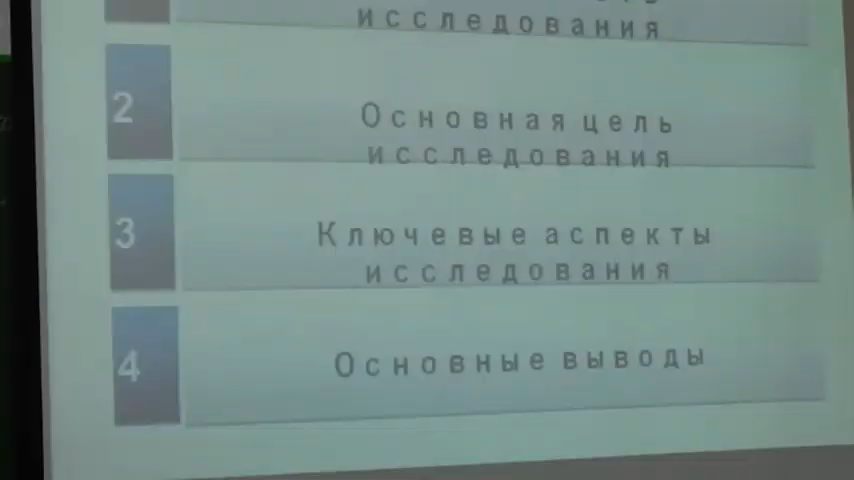 исследования
2
Основная цель
исследования
3
Ключевые аспекты
исследования
4
Основные выводы